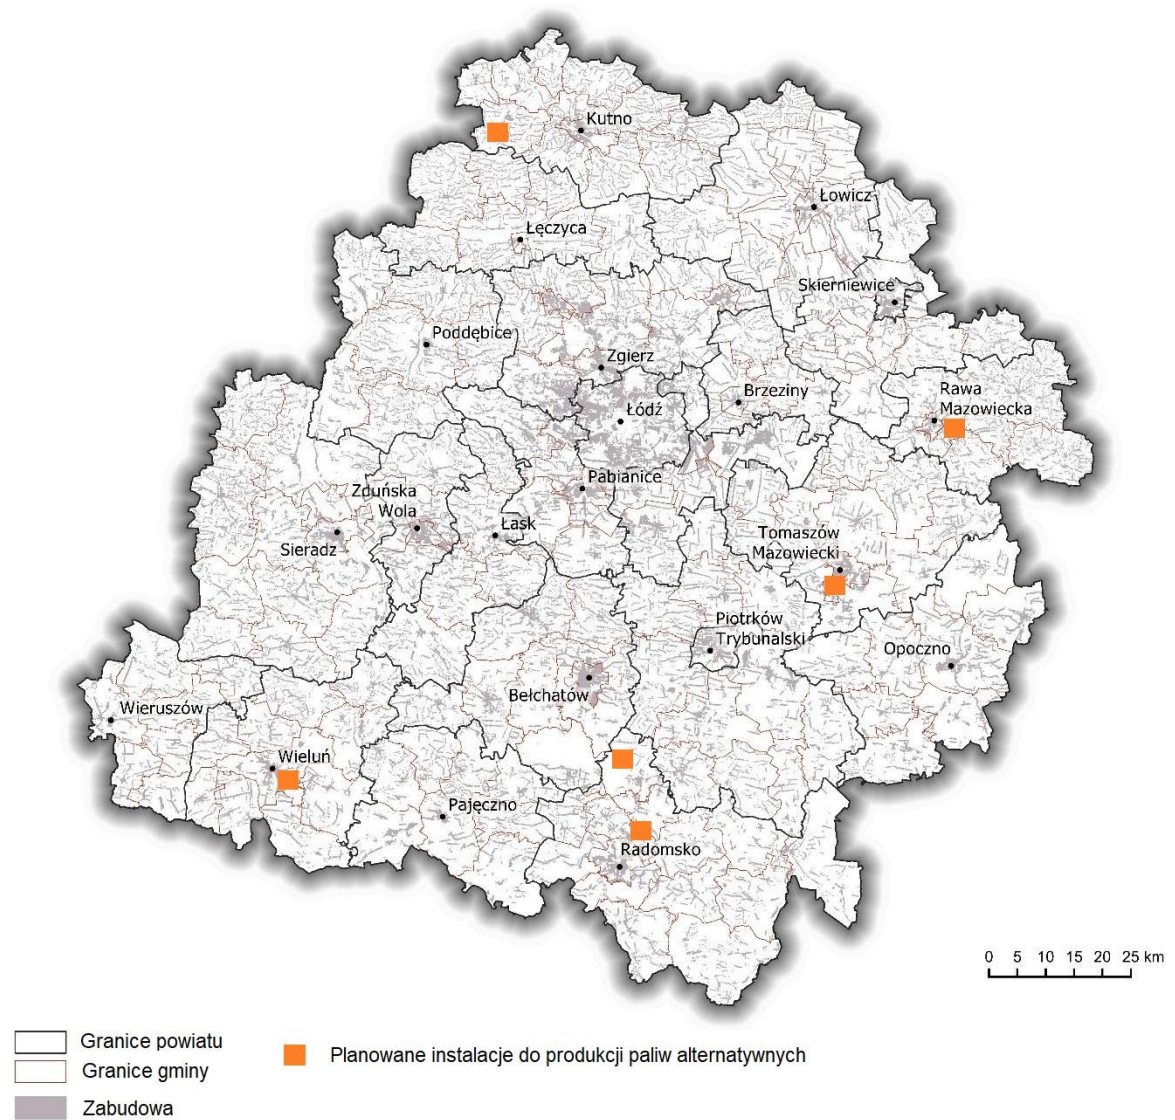 Kutno
Łowicz
Łęczyca
Skierniewice
Poddębice
Zgierz
Rawa
Mazowiecka
Brzeziny
Łódź
Pabianice
Zduńska
Wola
Łask
Tomaszów
Mazowiecki
Sieradz
Piotrków
Trybunalski
Opoczno
Bełchatów
Wieruszów
Wieluń
Pajęczno
Radomsko
0 5 10 15 20 25 km
Granice powiatu
Planowane instalacje do produkcji paliw alternatywnych
Granice gminy
Zabudowa